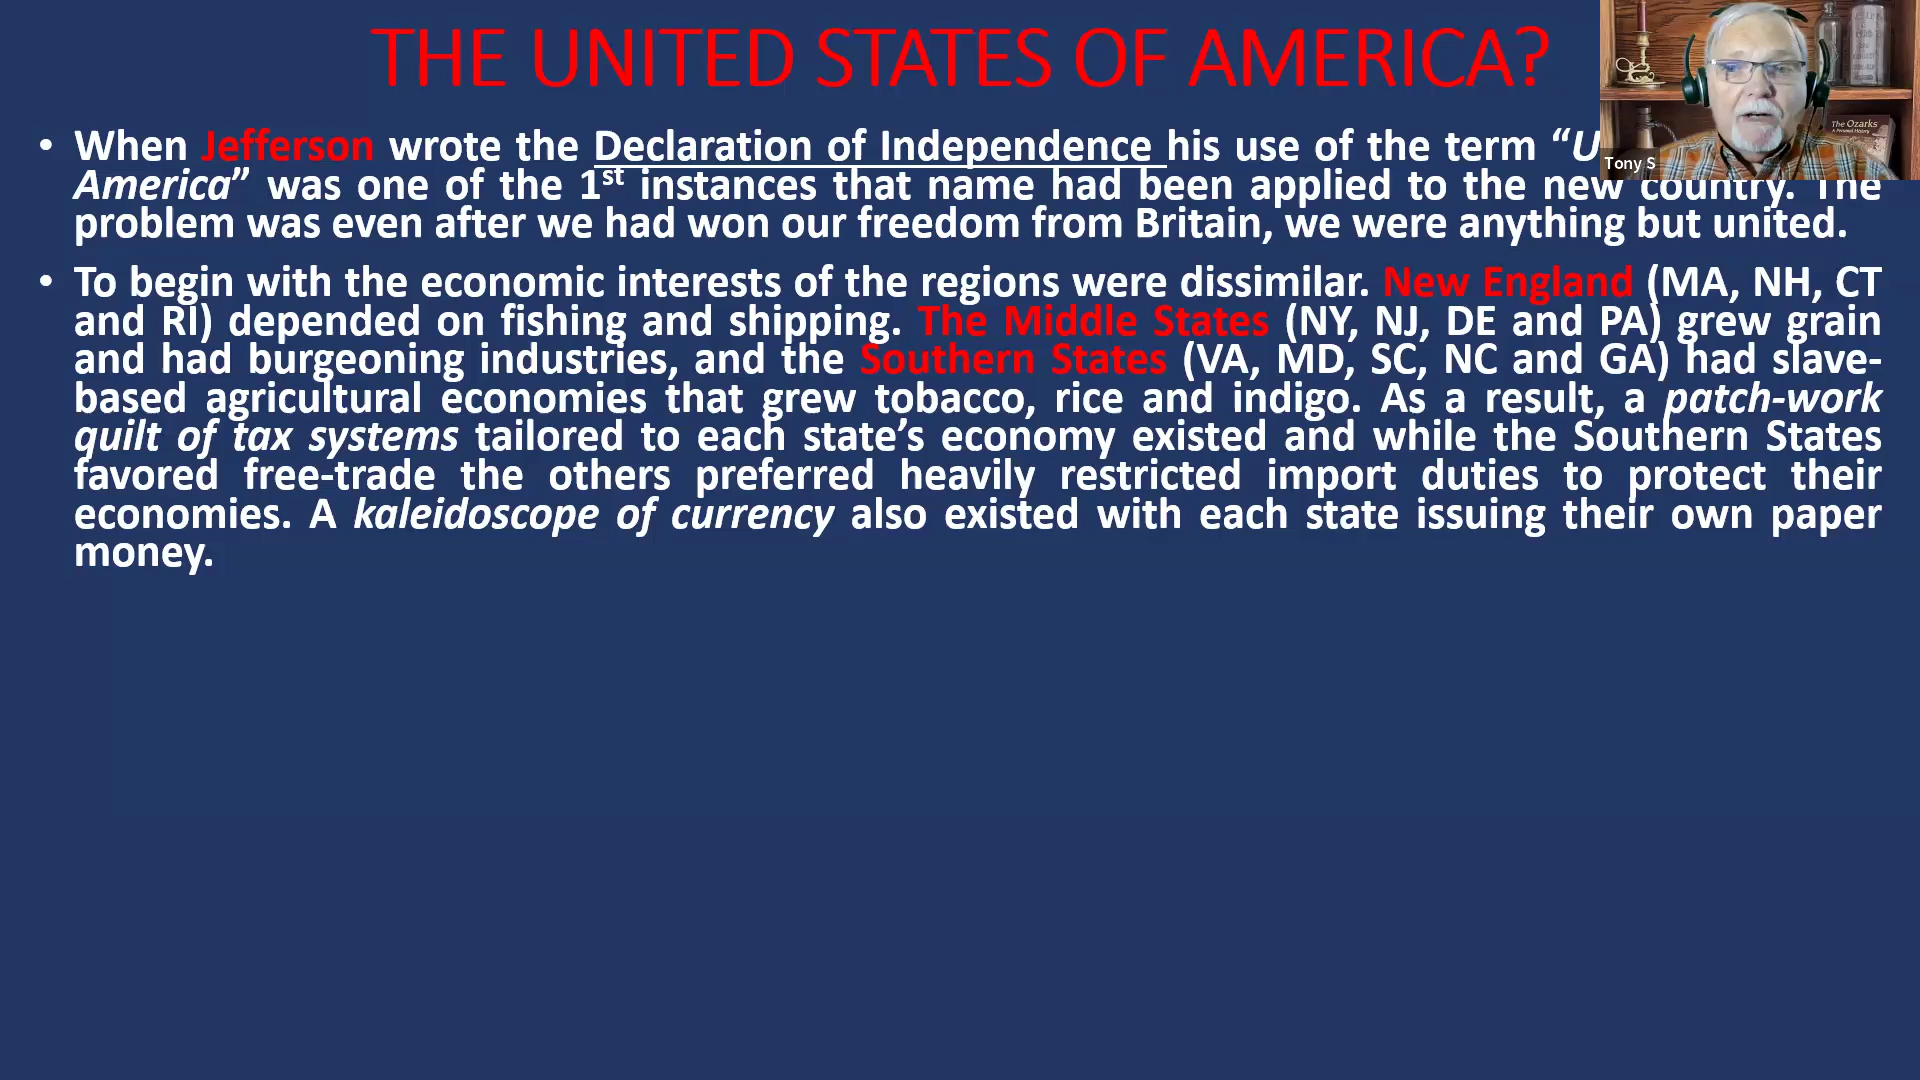 THE UNITED STATES OF AMERICA?
• When Jefferson wrote the Declaration of Independence his use of the term “U
America” was one of the 1st instances that name had been applied to the new country. The
problem was even after we had won our freedom from Britain, we were anything but united.
• To begin with the economic interests of the regions were dissimilar. New England (MA, NH, CT
and RI) depended on fishing and shipping. The Middle States (NY, NJ, DE and PA) grew grain
and had burgeoning industries, and the Southern States (VA, MD, SC, NC and GA) had slave-
based agricultural economies that grew tobacco, rice and indigo. As a result, a patch-work
quilt of tax systems tailored to each state’s economy existed and while the Southern States
favored free-trade the others preferred heavily restricted import duties to protect their
economies. A kaleidoscope of currency also existed with each state issuing their own paper
money.
The Ozarks
A Personal History
Tony S